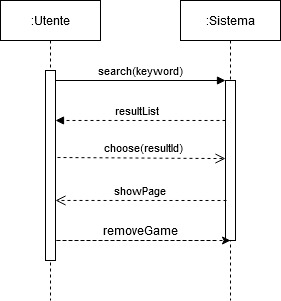 :Utente
:Sistema
search(keyword)
resultList
choose(resultId)
showPage
removeGame